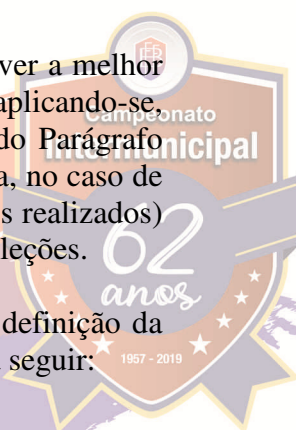 ver a melhor
aplicando-se,
do Parágrafo
a, no caso de
s realizados)
leções.
definição da
seguir:
Campeonato
Intermunicipal
62
anos
1957 - 2019